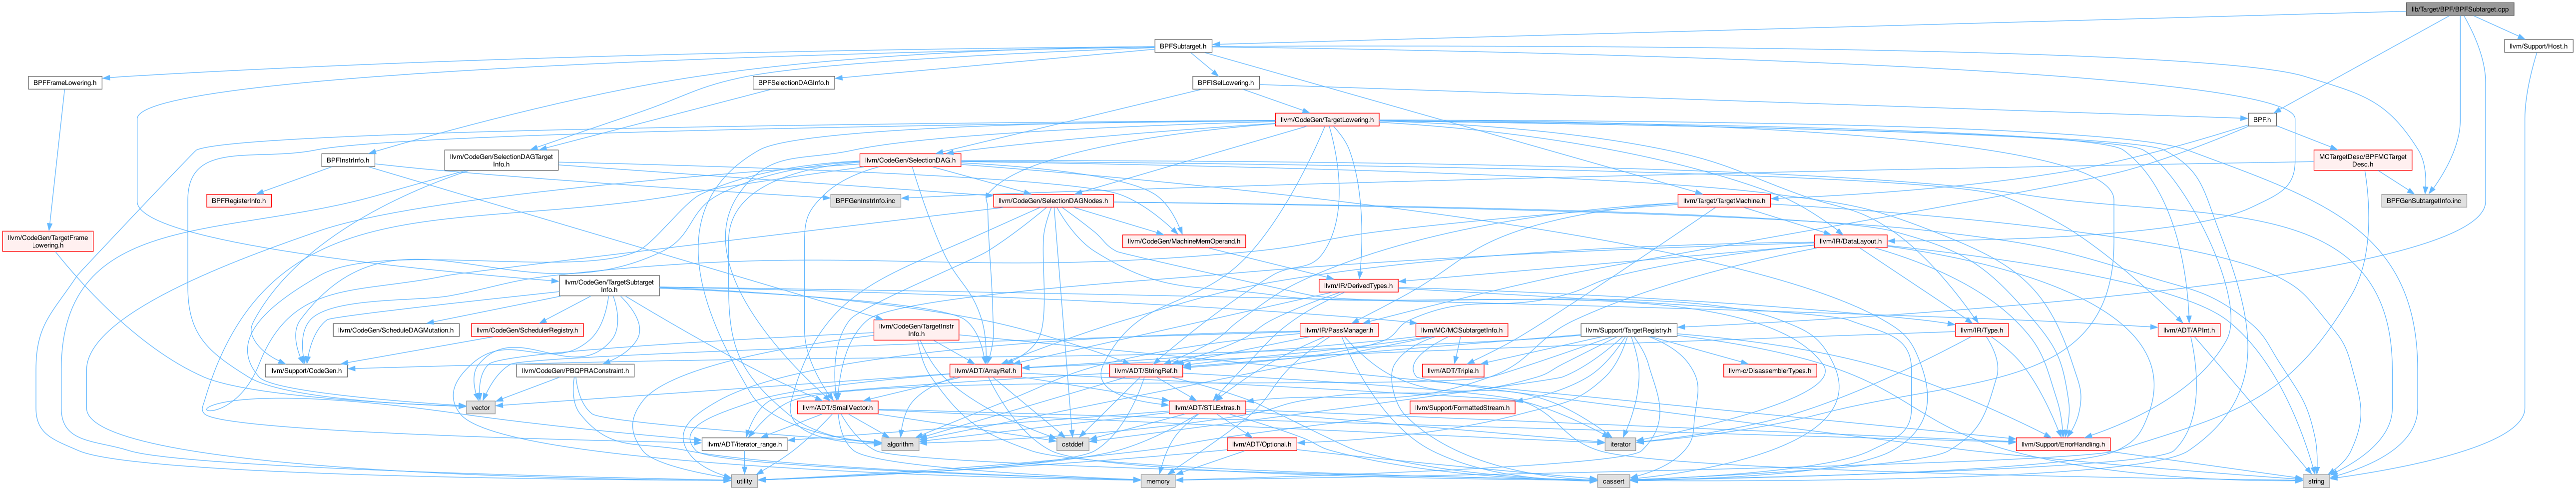 lib/Target/BPF/BPFSubtarget.cpp
BPFSubtarget.h
llvm/Support/Host.h
BPFFrameLowering.h
BPFSelectionDAGInfo.h
BPFISelLowering.h
llvm/CodeGen/TargetLowering.h
BPF.h
BPFInstrInfo.h
llvm/CodeGen/SelectionDAGTarget
Info.h
llvm/CodeGen/SelectionDAG.h
MCTargetDesc/BPFMCTarget
Desc.h
BPFRegisterInfo.h
BPFGenInstrInfo.inc
llvm/CodeGen/SelectionDAGNodes.h
llvm/Target/TargetMachine.h
BPFGenSubtargetInfo.inc
llvm/CodeGen/TargetFrame
Lowering.h
llvm/CodeGen/MachineMemOperand.h
llvm/IR/DataLayout.h
llvm/CodeGen/TargetSubtarget
Info.h
llvm/IR/DerivedTypes.h
llvm/CodeGen/ScheduleDAGMutation.h
llvm/CodeGen/SchedulerRegistry.h
llvm/CodeGen/TargetInstr
Info.h
llvm/IR/PassManager.h
llvm/MC/MCSubtargetInfo.h
llvm/Support/TargetRegistry.h
llvm/IR/Type.h
llvm/ADT/APInt.h
llvm/Support/CodeGen.h
llvm/CodeGen/PBQPRAConstraint.h
llvm/ADT/ArrayRef.h
llvm/ADT/StringRef.h
llvm/ADT/Triple.h
llvm-c/DisassemblerTypes.h
vector
llvm/ADT/SmallVector.h
llvm/ADT/STLExtras.h
llvm/Support/FormattedStream.h
llvm/ADT/iterator_range.h
algorithm
cstddef
llvm/ADT/Optional.h
iterator
llvm/Support/ErrorHandling.h
utility
memory
cassert
string